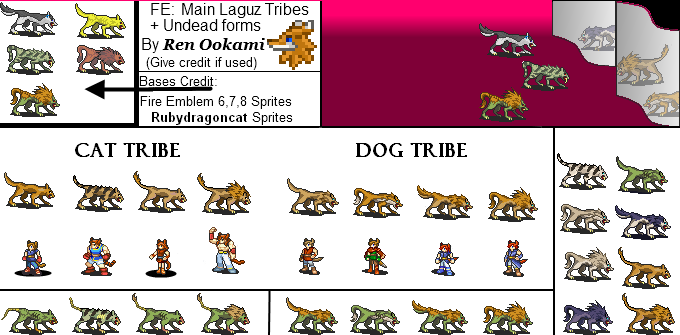 FE: Main Laguz Tribes
+ Undead forms
By Ren Ookami
(Give credit if used)
Bases Credit:
Fire Emblem 6,7,8 Sprites
Rubydragoncat Sprites
CAT TRIBE
DOG TRIBE